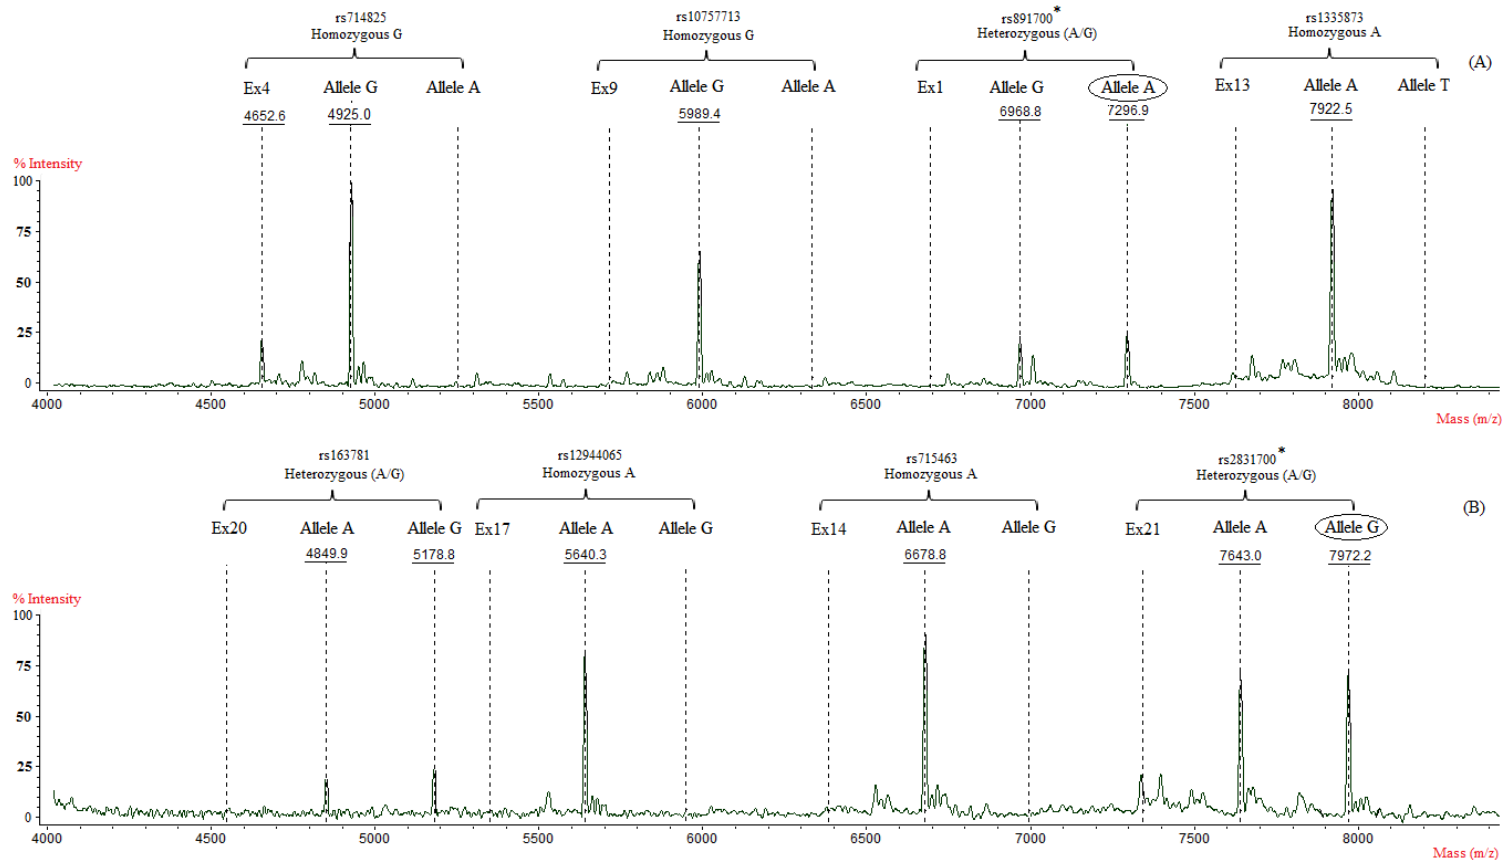 rs714825 rs10757713 rs891700* rs1335873
Homozygous G Homozygous G Heterozygous (A/G) Homozygous A
(A)
Ex4 Allele G Allele A Ex9 Allele G Allele A Ex1 Allele G Allele A Ex13 Allele A Allele T
4652.6 4925.0 5989.4 6968.8 7296.9 7922.5
% Intensity
100
75
50
25
0
4000 4500 5000 5500 6000 6500 7000 7500 8000
Mass (m/z)
rs163781 rs12944065 rs715463 rs2831700*
Heterozygous (A/G) Homozygous A Homozygous A Heterozygous (A/G)
(B)
Ex20 Allele A Allele G Ex17 Allele A Allele G Ex14 Allele A Allele G Ex21 Allele A Allele G
4849.9 5178.8 5640.3 6678.8 7643.0 7972.2
% Intensity
100
75
50
25
0
4000 4500 5000 5500 6000 6500 7000 7500 8000
Mass (m/z)